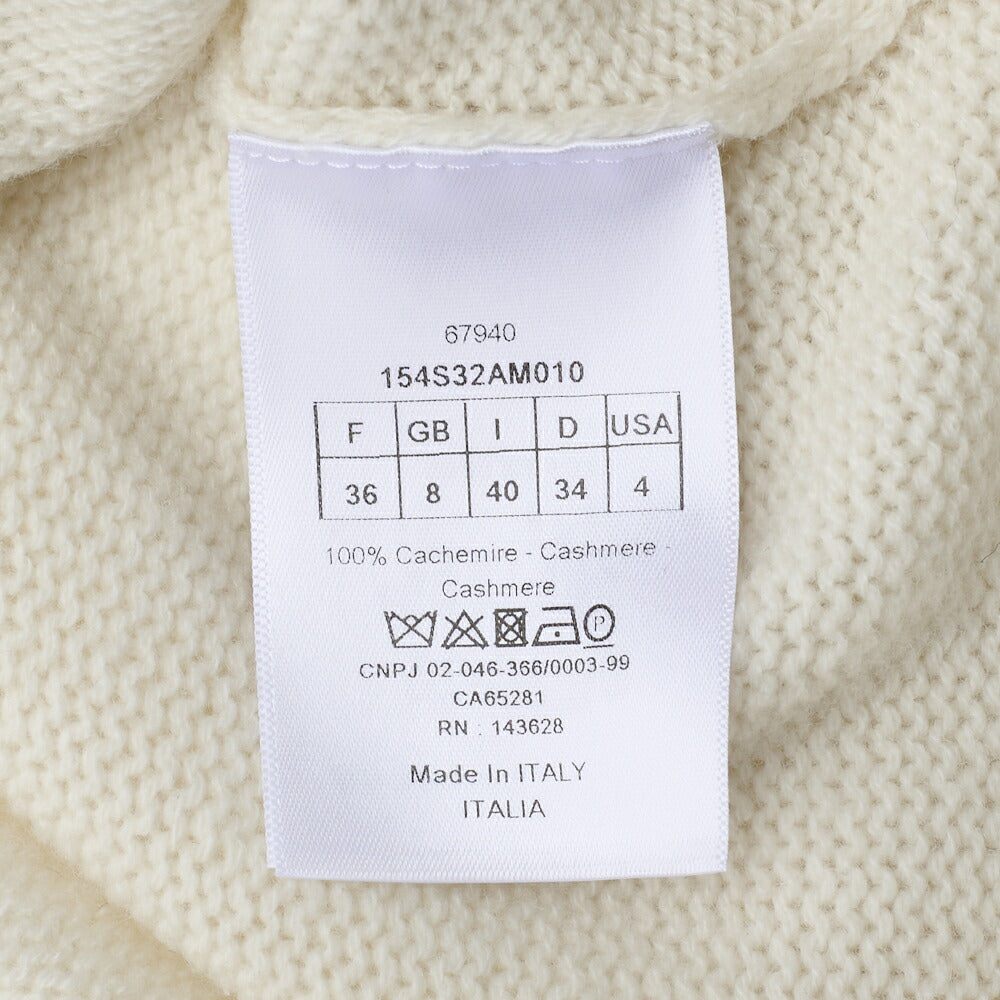 67940
154S32AM010
F GB I D USA
36 8 40 34 4
100% Cachemire - Cashmere -
Cashmere
P
CNPJ 02-046-366/0003-99
CA65281
RN : 143628
Made In ITALY
ITALIA